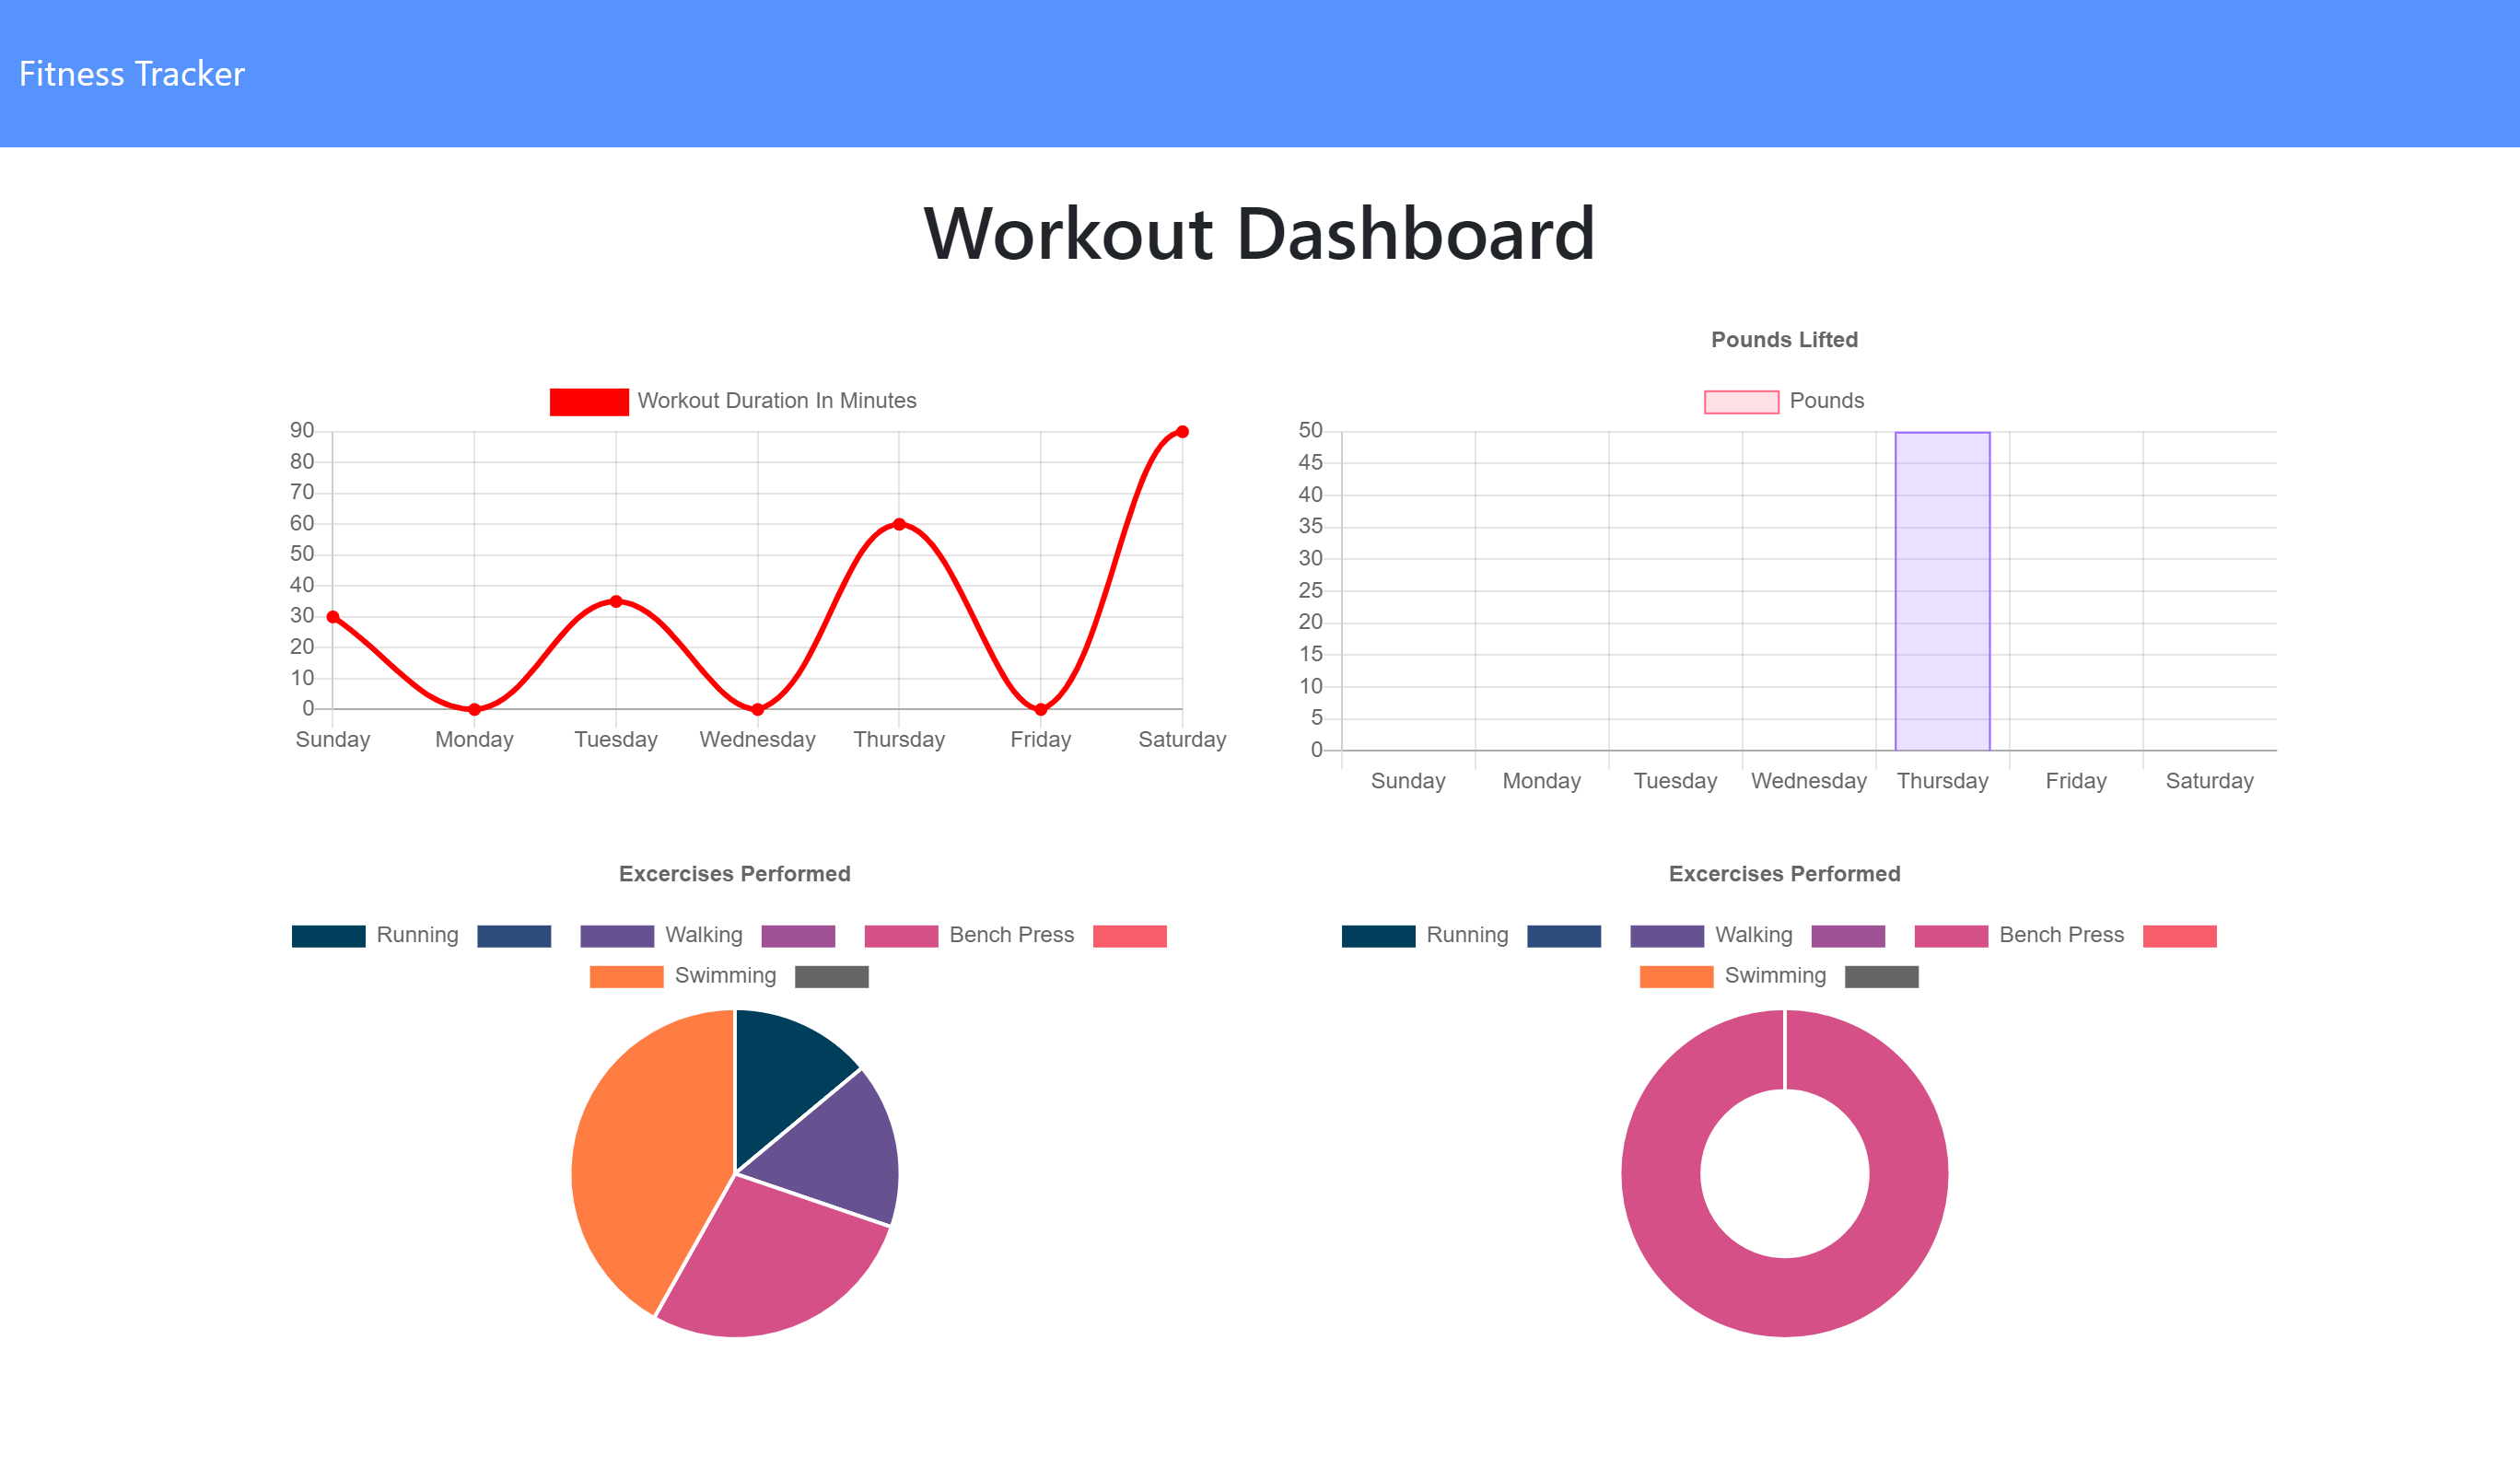 Fitness Tracker
Workout Dashboard
Workout Duration In Minutes
90
80
70
60
50
40
30
20
10
0
Sunday Monday Tuesday Wednesday Thursday Friday Saturday
Pounds Lifted
Pounds
50
45
40
35
30
25
20
15
10
5
0
Sunday Monday Tuesday Wednesday Thursday Friday Saturday
Excercises Performed
Running Walking Bench Press
Swimming
Excercises Performed
Running Walking Bench Press
Swimming